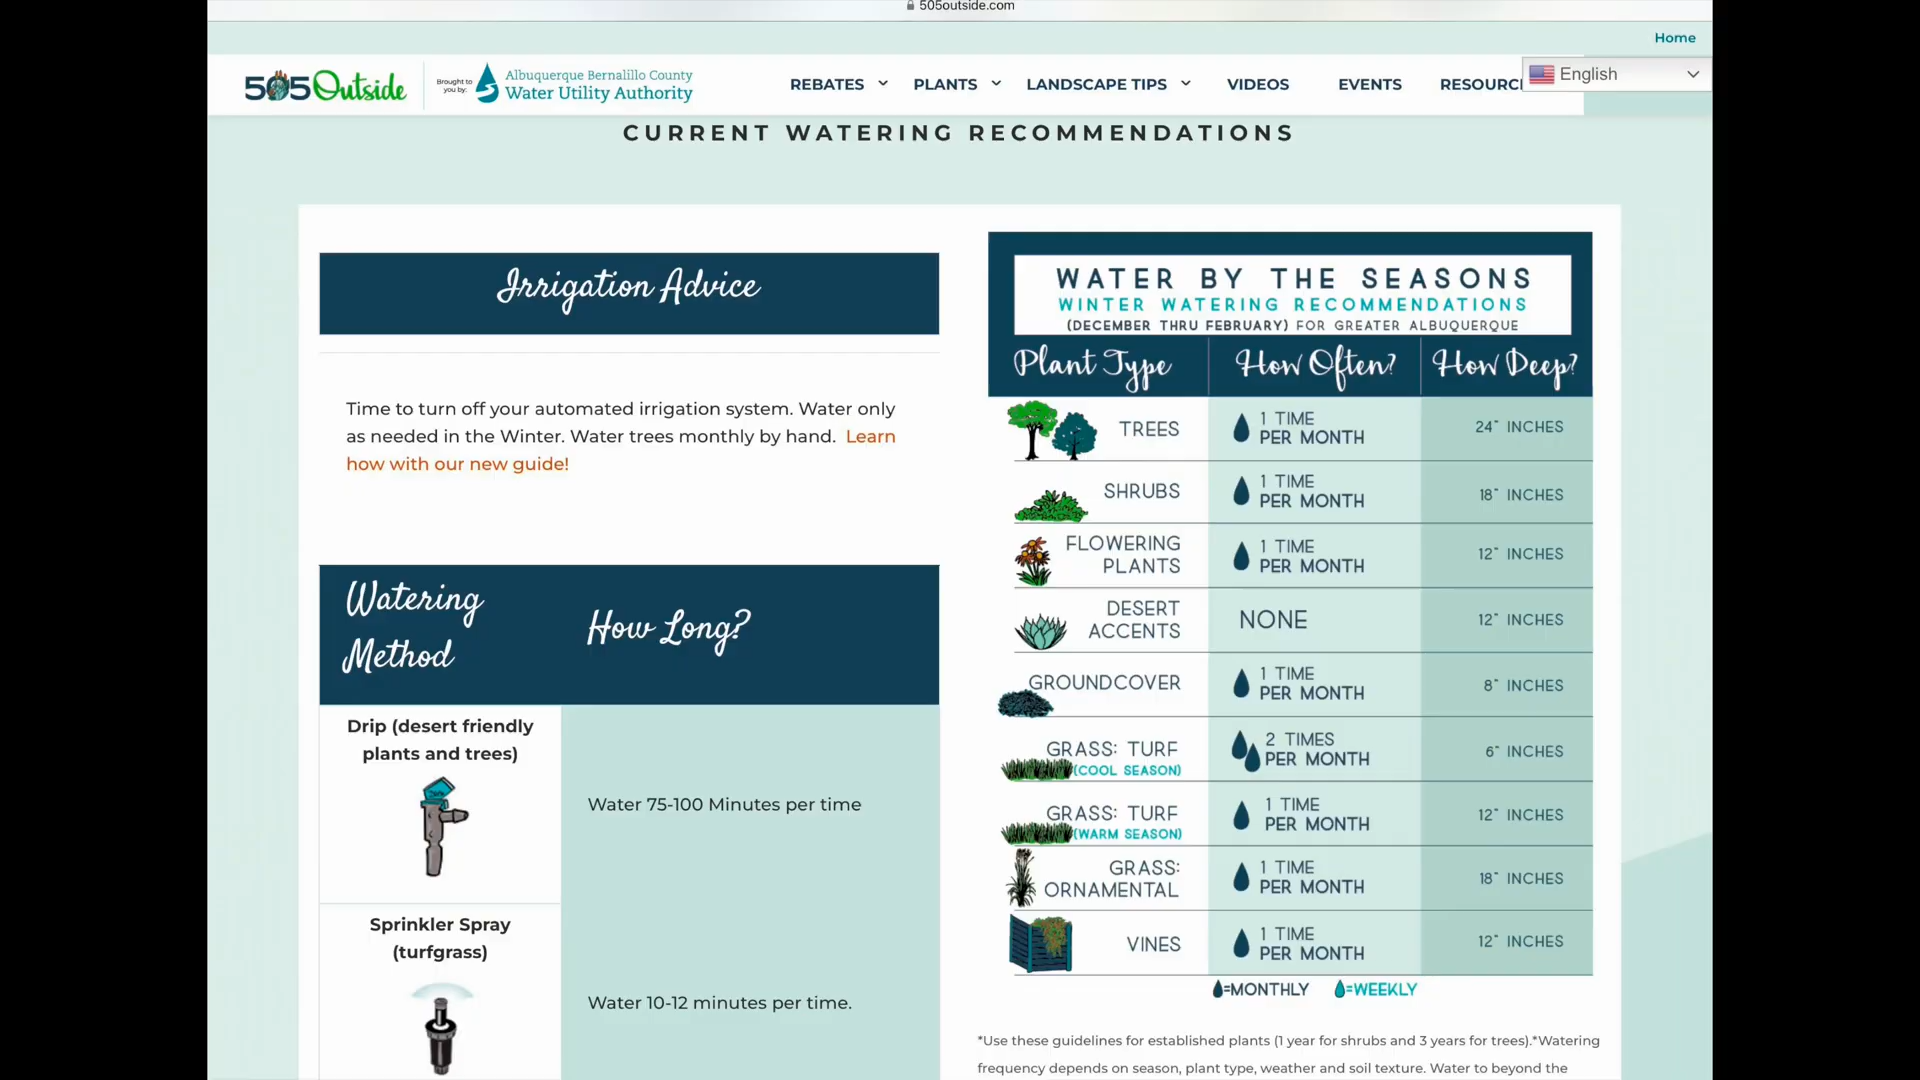 505outside.com
Home
505Outside
Brought to
you by:
Albuquerque Bernalillo County
Water Utility Authority
REBATES
PLANTS
LANDSCAPE TIPS
VIDEOS
EVENTS
RESOURC
English
CURRENT WATERING RECOMMENDATIONS
Irrigation Advice
Time to turn off your automated irrigation system. Water only
as needed in the Winter. Water trees monthly by hand. Learn
how with our new guide!
Watering
Method
How Long?
Drip (desert friendly
plants and trees)
Water 75-100 Minutes per time
Sprinkler Spray
(turfgrass)
Water 10-12 minutes per time.
WATER BY THE SEASONS
WINTER WATERING RECOMMENDATIONS
(DECEMBER THRU FEBRUARY) FOR GREATER ALBUQUERQUE
Plant Type How Often? How Deep?
TREES
1 TIME
PER MONTH
24" INCHES
SHRUBS
1 TIME
PER MONTH
18" INCHES
FLOWERING
PLANTS
1 TIME
PER MONTH
12" INCHES
DESERT
ACCENTS
NONE
12" INCHES
GROUNDCOVER
1 TIME
PER MONTH
8" INCHES
GRASS: TURF
(COOL SEASON)
2 TIMES
PER MONTH
6" INCHES
GRASS: TURF
(WARM SEASON)
1 TIME
PER MONTH
12" INCHES
GRASS:
ORNAMENTAL
1 TIME
PER MONTH
18" INCHES
VINES
1 TIME
PER MONTH
12" INCHES
=MONTHLY =WEEKLY
*Use these guidelines for established plants (1 year for shrubs and 3 years for trees).*Watering
frequency depends on season, plant type, weather and soil texture. Water to beyond the